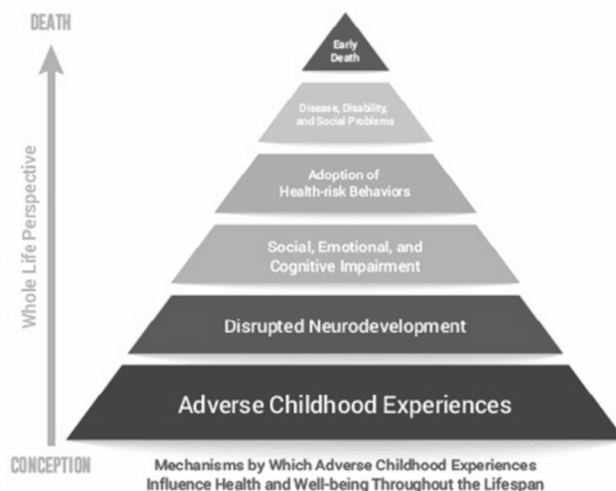 DEATH
Early
Death
Disease, Disability,
and Social Problems
Adoption of
Health-risk Behaviors
Social, Emotional, and
Cognitive Impairment
Disrupted Neurodevelopment
Adverse Childhood Experiences
Whole Life Perspective
CONCEPTION
Mechanisms by Which Adverse Childhood Experiences
Influence Health and Well-being Throughout the Lifespan